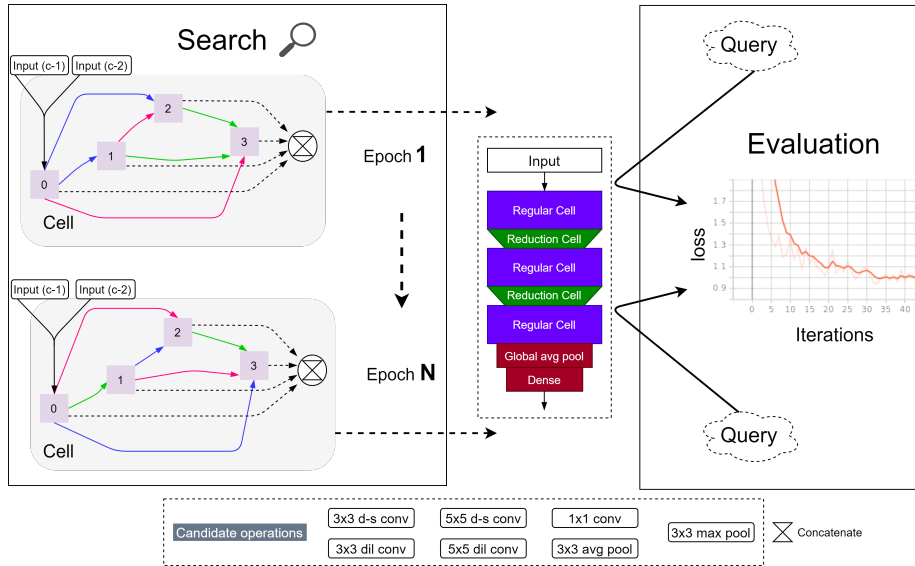 Search
Input (c-1)
Input (c-2)
2
3
1
0
Cell
Epoch 1
Input (c-1)
Input (c-2)
2
3
1
0
Cell
Epoch N
Input
Regular Cell
Reduction Cell
Regular Cell
Reduction Cell
Regular Cell
Global avg pool
Dense
Query
Evaluation
1.7
1.3
1.1
0.9
loss
0 5 10 15 20 25 30 35 40
Iterations
Query
Candidate operations
3x3 d-s conv
5x5 d-s conv
1x1 conv
3x3 max pool
3x3 dil conv
5x5 dil conv
3x3 avg pool
Concatenate